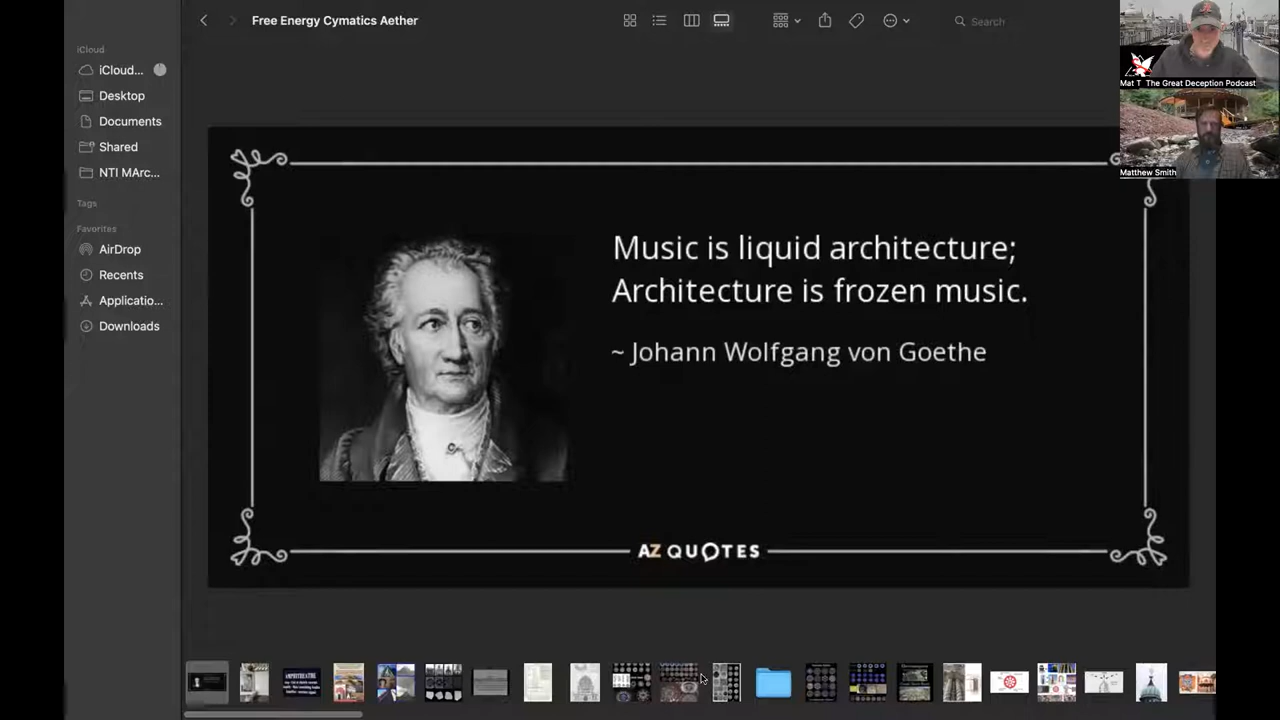 Free Energy Cymatics Aether
Search
iCloud
iCloud...
Desktop
Documents
Shared
NTI MArc...
Tags
Favorites
AirDrop
Recents
Applicatio...
Downloads
Music is liquid architecture;
Architecture is frozen music.
~ Johann Wolfgang von Goethe
AZ QUOTES
Mat T The Great Deception Podcast
Matthew Smith
AMPHITHEATRE